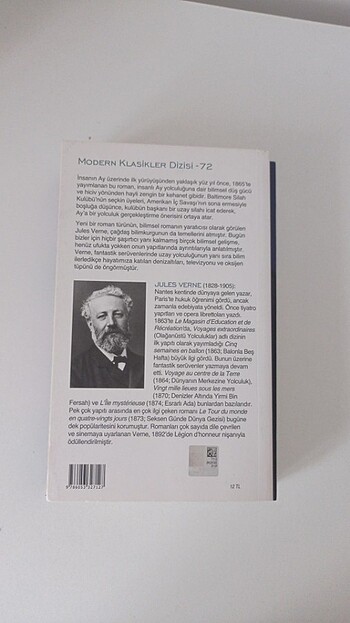 MODERN KLASİKLER DİZİSİ -72
İnsanın Ay üzerinde ilk yürüyüşünden yaklaşık yüz yıl önce, 1865'te
yayımlanan bu roman, insanlı Ay yolculuğuna dair bilimsel düş gücü
ve hiciv yönünden hayli zengin bir kehanet gibidir. Baltimore Silah
Kulübü'nün seçkin üyeleri, Amerikan İç Savaşı'nın sona ermesiyle
boşluğa düşünce, kulübün başkanı bir uzay silahı icat ederek,
Ay'a bir yolculuk gerçekleştirme önerisini ortaya atar.
Yeni bir roman türünün, bilimsel romanın yaratıcısı olarak görülen
Jules Verne, çağdaş bilimkurgunun da temellerini atmıştır. Bugün
bizler için hiçbir şaşırtıcı yanı kalmamış birçok bilimsel gelişme,
henüz ufukta yokken onun yapıtlarında ayrıntılarıyla anlatılmıştır.
Verne, fantastik serüvenlerinde uzay yolculuğunun yanı sıra bilim
ilerledikçe hayatımıza katılan denizaltıları, televizyonu ve oksijen
tüpünü de öngörmüştür.
JULES VERNE (1828-1905):
Nantes kentinde dünyaya gelen yazar,
Paris'te hukuk öğrenimi gördü, ancak
zamanla edebiyata yöneldi. Önce tiyatro
yapıtları ve opera librettoları yazdı.
1863'te Le Magasin d'Education et de
Récréation'da, Voyages extraordinaires
(Olağanüstü Yolculuklar) adlı dizinin
ilk yapıtı olarak yayımladığı Cinq
semaines en ballon (1863; Balonla Beş
Hafta) büyük ilgi gördü. Bunun üzerine
fantastik serüvenler yazmaya devam
etti. Voyage au centre de la Terre
(1864; Dünyanın Merkezine Yolculuk),
Vingt mille lieues sous les mers
(1870; Denizler Altında Yirmi Bin
Fersah) ve L'Île mystérieuse (1874; Esrarlı Ada) bunlardan bazılarıdır.
Pek çok yapıtı arasında en çok ilgi çeken romanı Le Tour du monde
en quatre-vingts jours (1873; Seksen Günde Dünya Gezisi) bugüne
dek popülaritesini korumuştur. Romanları çok sayıda dile çevrilen
ve sinemaya uyarlanan Verne, 1892'de Légion d'honneur nişanıyla
ödüllendirilmiştir.
12 TL